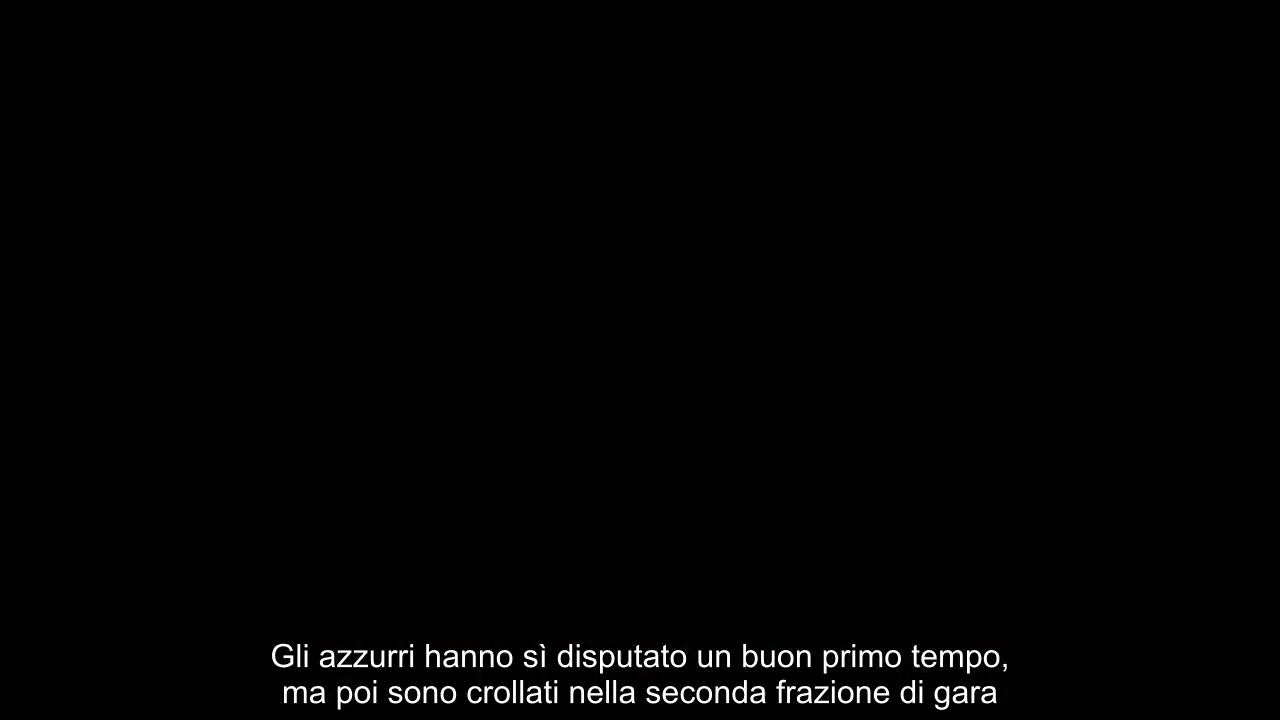 Gli azzurri hanno sì disputato un buon primo tempo,
ma poi sono crollati nella seconda frazione di gara